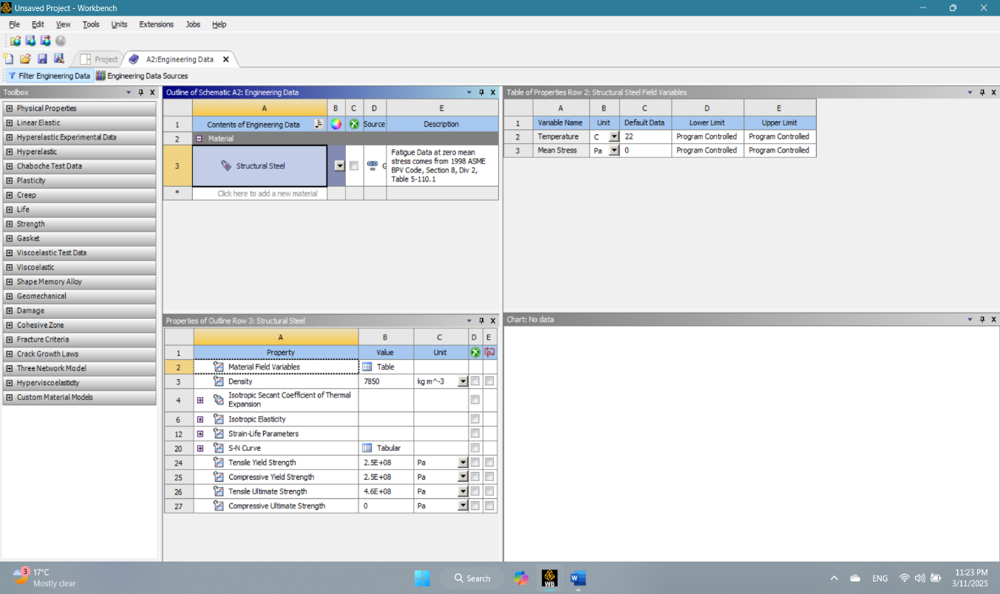 Unsaved Project - Workbench
File Edit View Tools Units Extensions Jobs Help
Project A2:Engineering Data
Filter Engineering Data Engineering Data Sources
Toolbox
Physical Properties
Linear Elastic
Hyperelastic Experimental Data
Hyperelastic
Chaboche Test Data
Plasticity
Creep
Life
Strength
Gasket
Viscoelastic Test Data
Viscoelastic
Shape Memory Alloy
Geomechanical
Damage
Cohesive Zone
Fracture Criteria
Crack Growth Laws
Three Network Model
Hyperviscoelasticity
Custom Material Models
Outline of Schematic A2: Engineering Data
A B C D E
1 Contents of Engineering Data Source Description
2 Material
3 Structural Steel G Fatigue Data at zero mean
stress comes from 1998 ASME
BPV Code, Section 8, Div 2,
Table 5-110.1
* Click here to add a new material
Properties of Outline Row 3: Structural Steel
A B C D E
1 Property Value Unit
2 Material Field Variables Table
3 Density 7850 kg m^-3
4 Isotropic Secant Coefficient of Thermal
Expansion
6 Isotropic Elasticity
12 Strain-Life Parameters
20 S-N Curve Tabular
24 Tensile Yield Strength 2.5E+08 Pa
25 Compressive Yield Strength 2.5E+08 Pa
26 Tensile Ultimate Strength 4.6E+08 Pa
27 Compressive Ultimate Strength 0 Pa
Table of Properties Row 2: Structural Steel Field Variables
A B C D E
1 Variable Name Unit Default Data Lower Limit Upper Limit
2 Temperature C 22 Program Controlled Program Controlled
3 Mean Stress Pa 0 Program Controlled Program Controlled
Chart: No data
3
17°C
Mostly clear
Search
WB
W
ENG
11:23 PM
3/11/2025